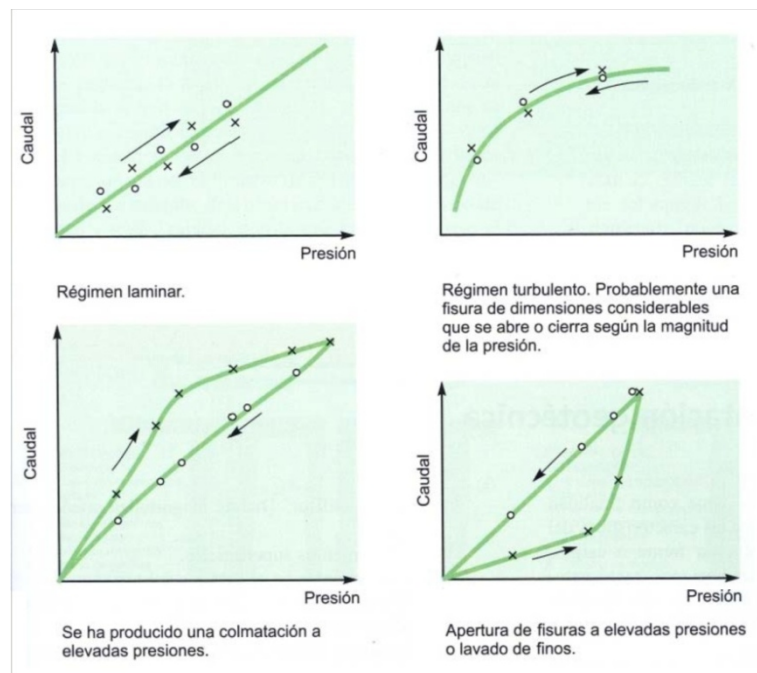 Caudal
Presión
Régimen laminar.
Caudal
Presión
Régimen turbulento. Probablemente una
fisura de dimensiones considerables
que se abre o cierra según la magnitud
de la presión.
Caudal
Presión
Se ha producido una colmatación a
elevadas presiones.
Caudal
Presión
Apertura de fisuras a elevadas presiones
o lavado de finos.